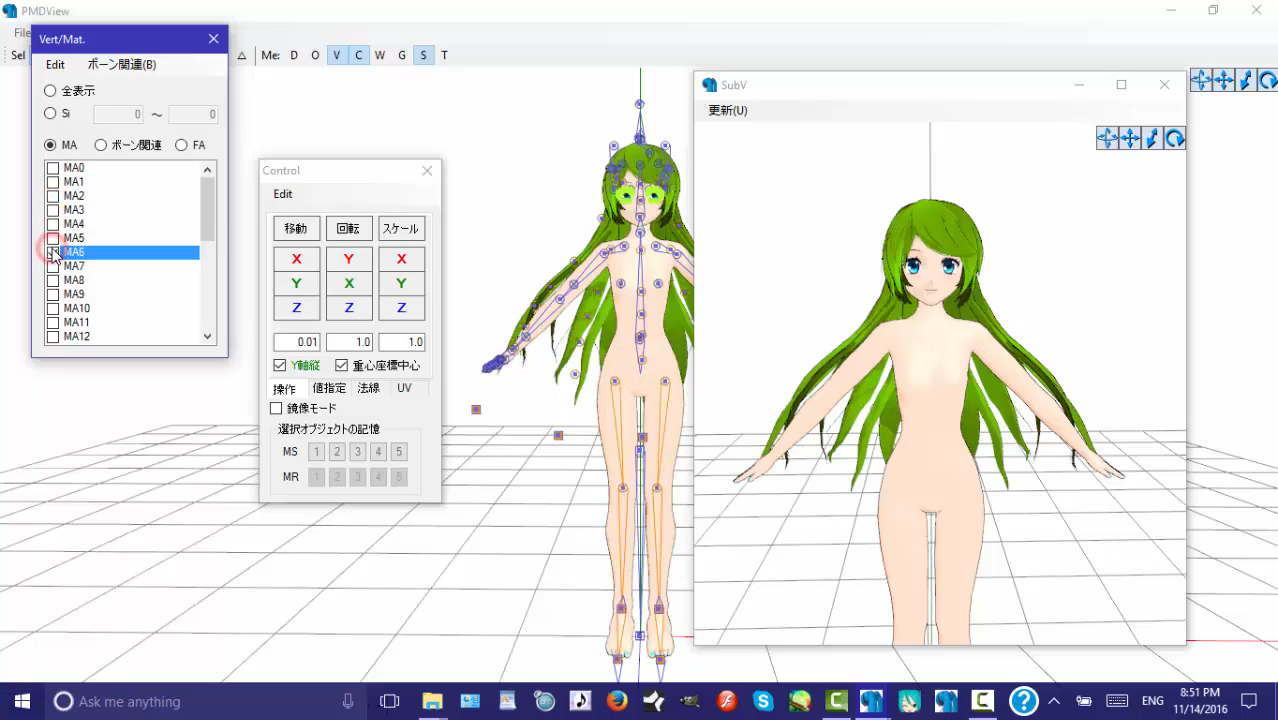 PMDView
File
Sel
Me: D O V C W G S T
Vert/Mat.
Edit ボーン関連(B)
全表示
Si 0 ～ 0
MA ボーン関連 FA
MA0
MA1
MA2
MA3
MA4
MA5
MA6
MA7
MA8
MA9
MA10
MA11
MA12
Control
Edit
移動 回転 スケール
X Y X
Y X Y
Z Z Z
0.01 1.0 1.0
Y軸縦 重心座標中心
操作 値指定 法線 UV
鏡像モード
選択オブジェクトの記憶
MS 1 2 3 4 5
MR 1 2 3 4 5
SubV
更新(U)
Ask me anything
ENG
8:51 PM
11/14/2016